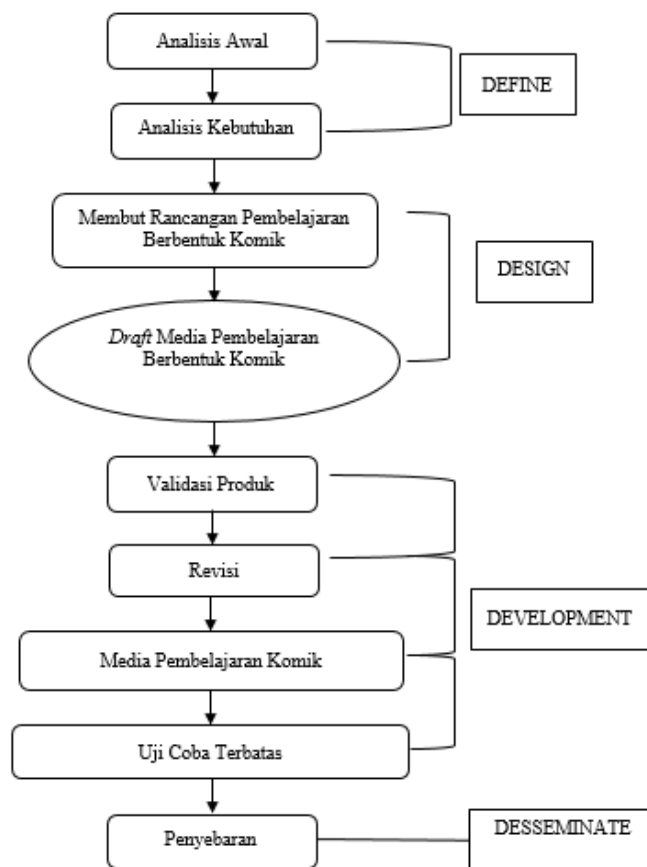 Analisis Awal
DEFINE
Analisis Kebutuhan
Membut Rancangan Pembelajaran
Berbentuk Komik
DESIGN
Draft Media Pembelajaran
Berbentuk Komik
Validasi Produk
Revisi
DEVELOPMENT
Media Pembelajaran Komik
Uji Coba Terbatas
Penyebaran
DESSEMINATE